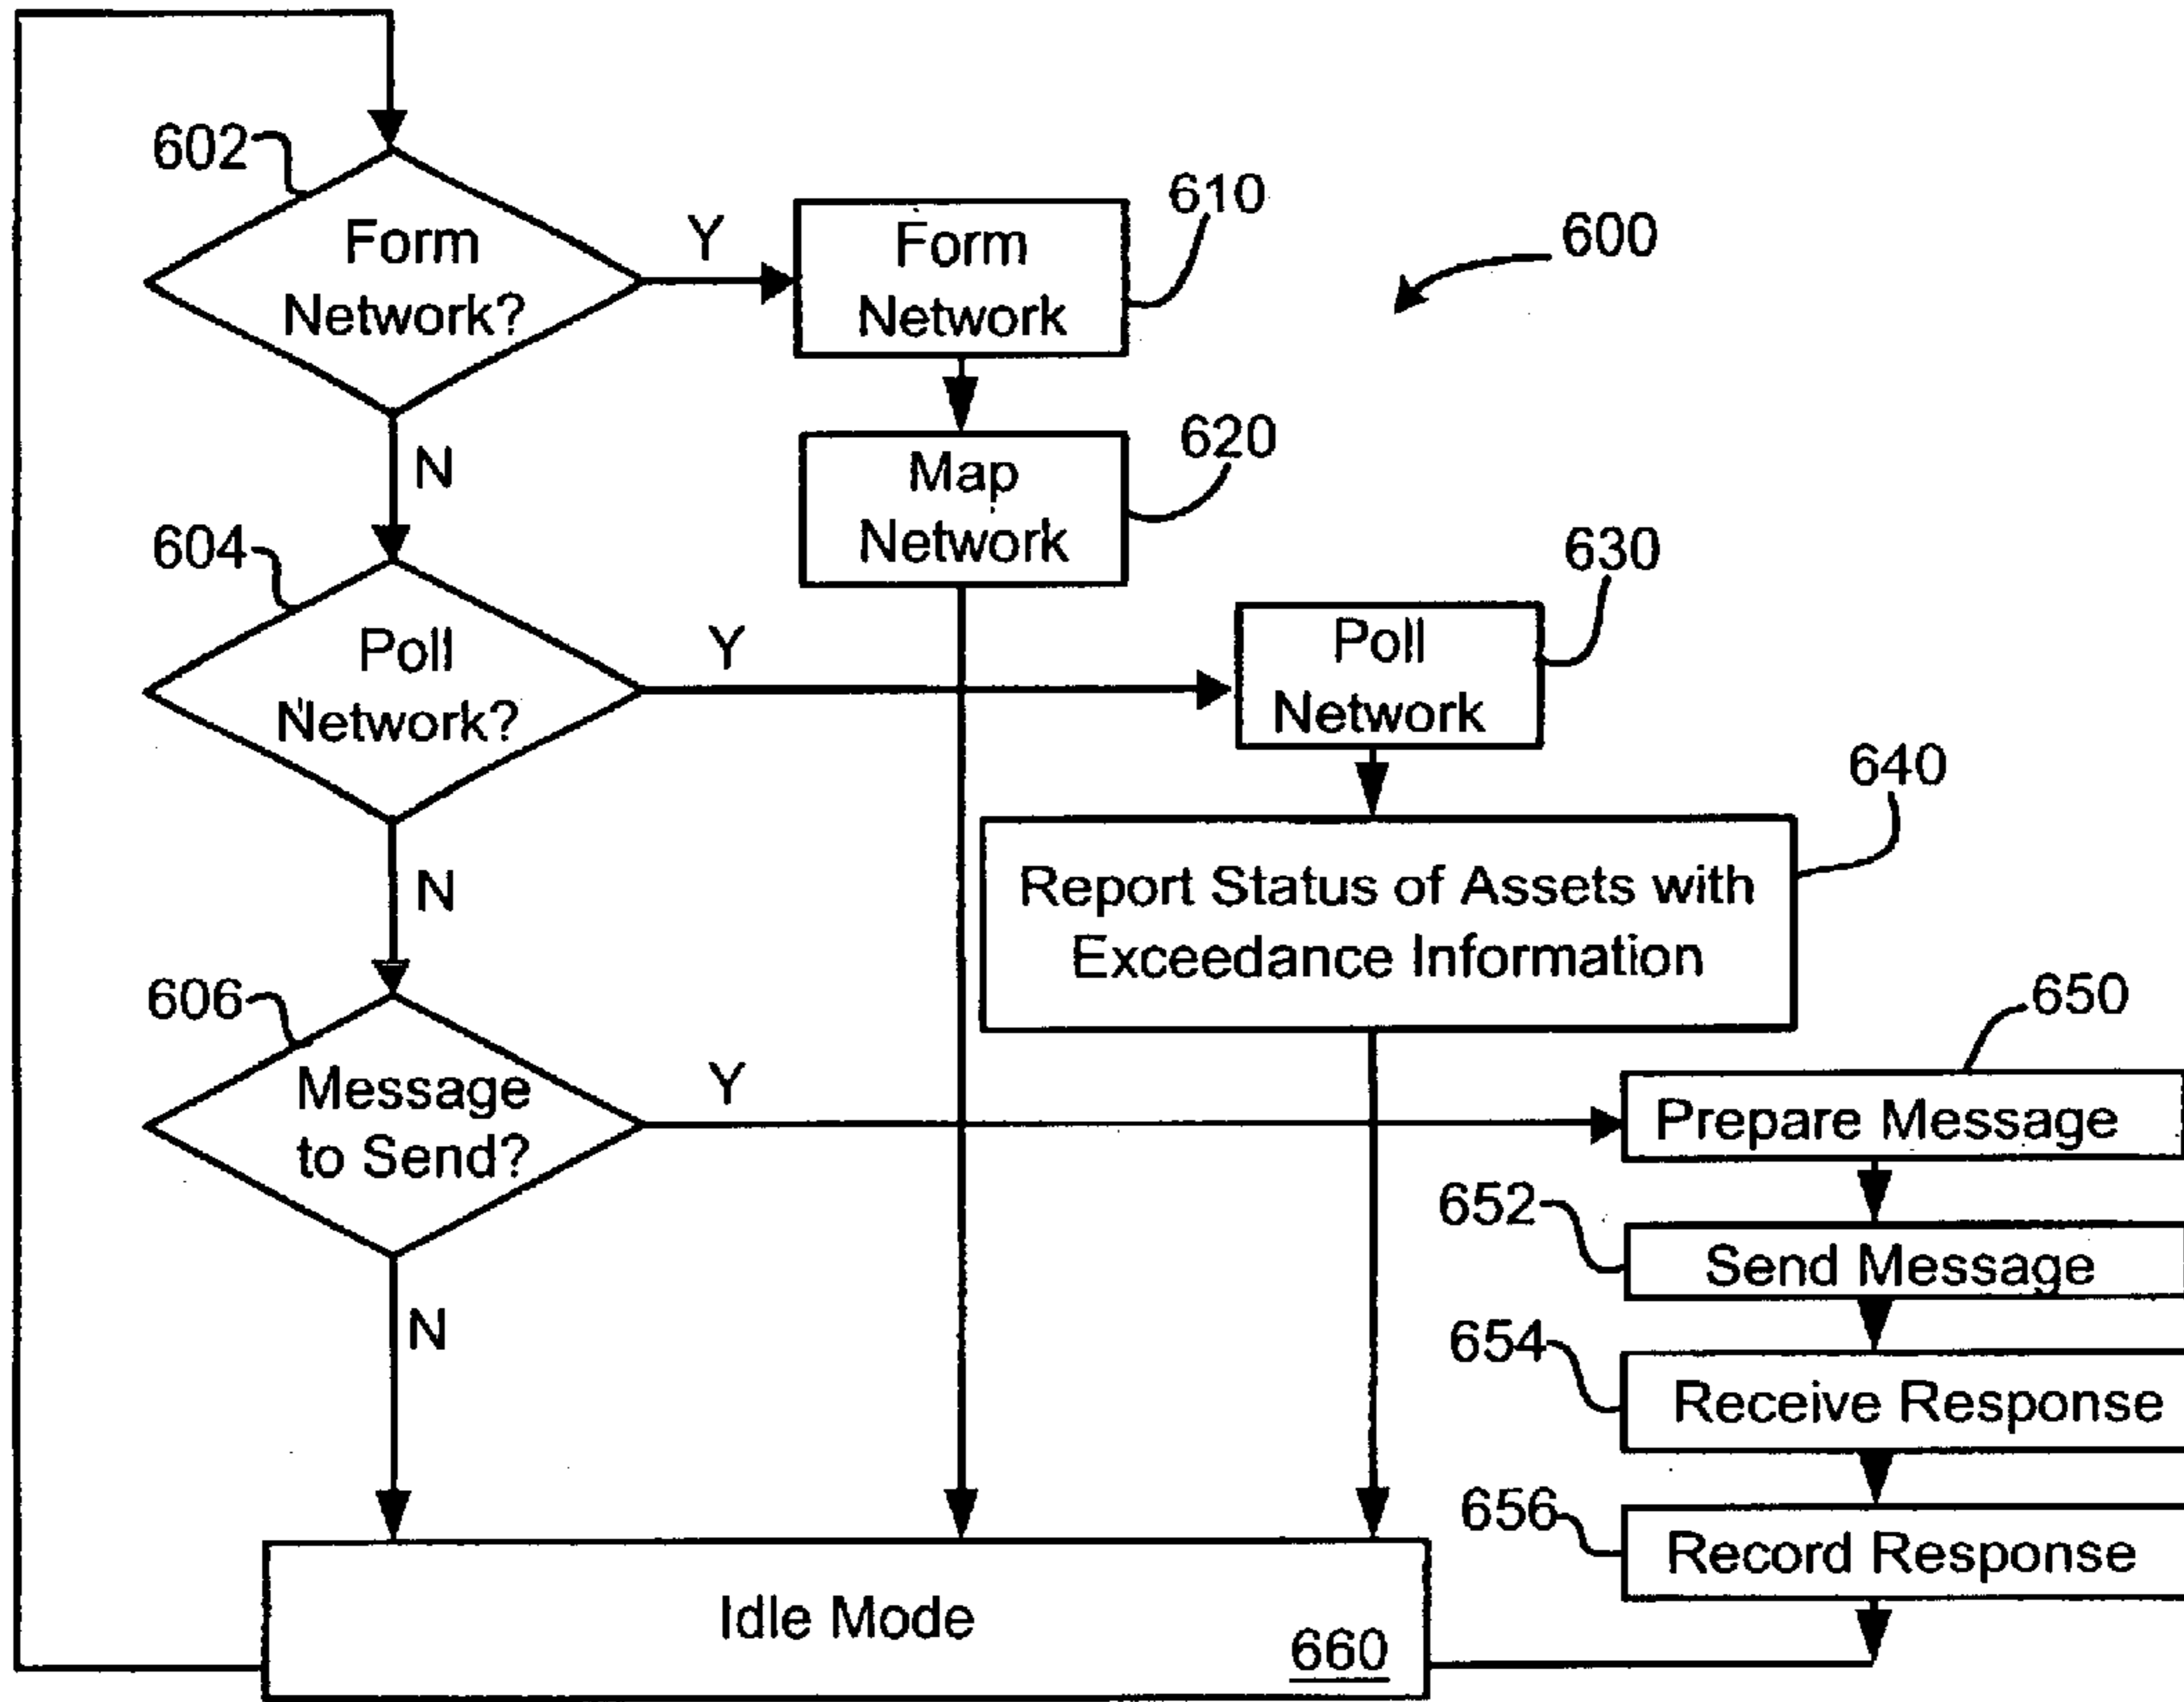 602
Form
Network?
Y
Form
Network
610
600
N
Map
Network
620
604
Poll
Network?
Y
Poll
Network
630
N
Report Status of Assets with
Exceedance Information
640
606
Message
to Send?
Y
650
Prepare Message
652
Send Message
N
654
Receive Response
656
Record Response
Idle Mode
660